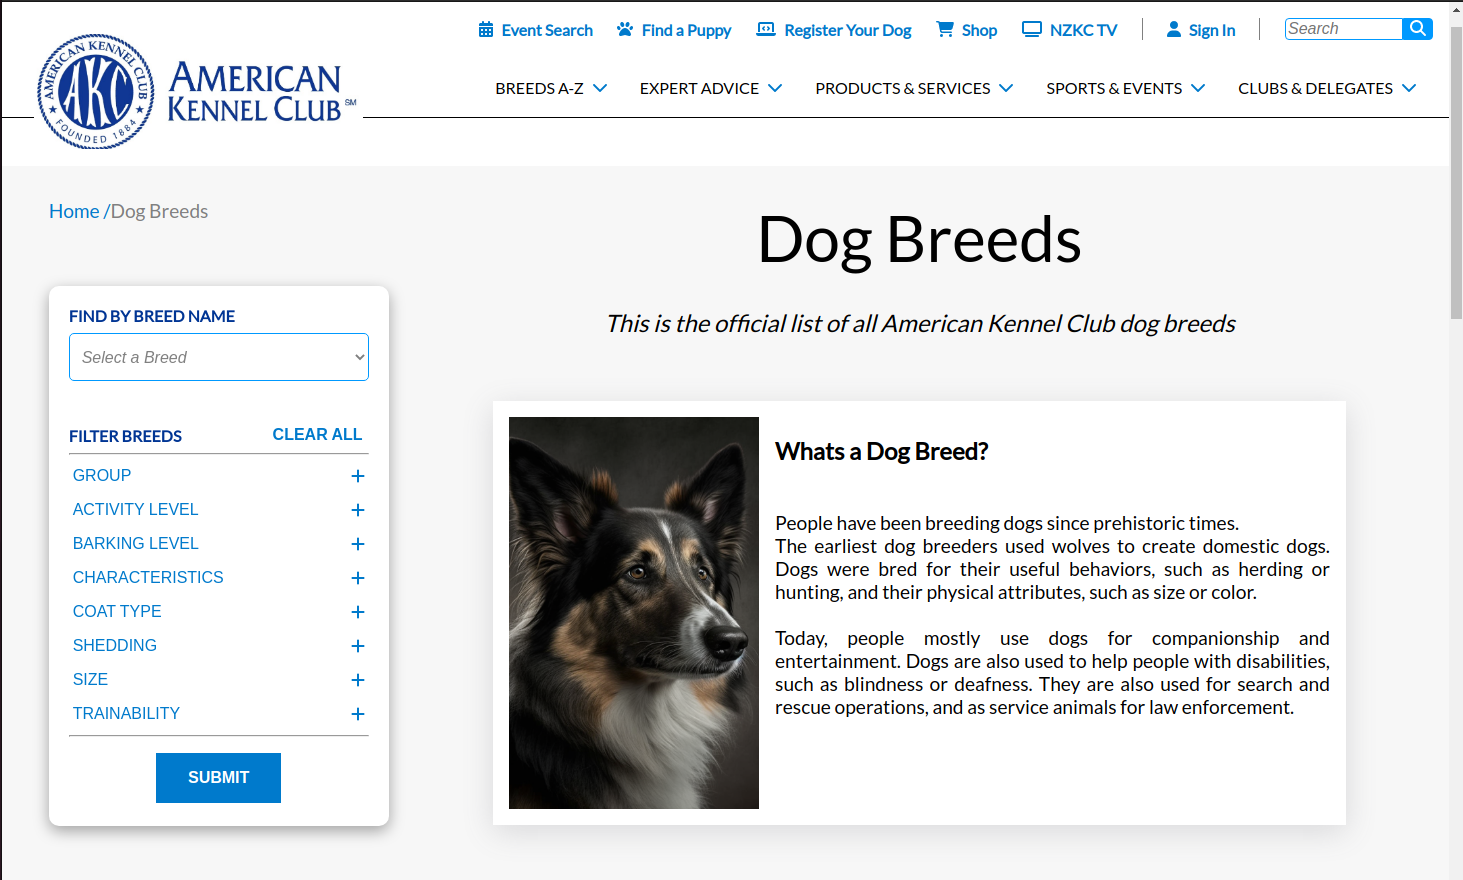 Event Search
Find a Puppy
Register Your Dog
Shop
NZKC TV
Sign In
Search
AMERICAN KENNEL CLUB
AKC
FOUNDED 1884
AMERICAN
KENNEL CLUB SM
BREEDS A-Z
EXPERT ADVICE
PRODUCTS & SERVICES
SPORTS & EVENTS
CLUBS & DELEGATES
Home /Dog Breeds
Dog Breeds
This is the official list of all American Kennel Club dog breeds
FIND BY BREED NAME
Select a Breed
FILTER BREEDS
CLEAR ALL
GROUP
ACTIVITY LEVEL
BARKING LEVEL
CHARACTERISTICS
COAT TYPE
SHEDDING
SIZE
TRAINABILITY
SUBMIT
Whats a Dog Breed?
People have been breeding dogs since prehistoric times.
The earliest dog breeders used wolves to create domestic dogs.
Dogs were bred for their useful behaviors, such as herding or
hunting, and their physical attributes, such as size or color.
Today, people mostly use dogs for companionship and
entertainment. Dogs are also used to help people with disabilities,
such as blindness or deafness. They are also used for search and
rescue operations, and as service animals for law enforcement.